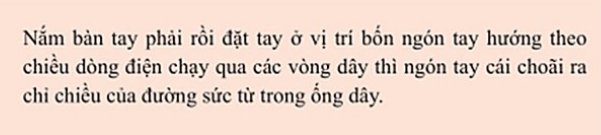 Nắm bàn tay phải rồi đặt tay ở vị trí bốn ngón tay hướng theo
chiều dòng điện chạy qua các vòng dây thì ngón tay cái choãi ra
chỉ chiều của đường sức từ trong ống dây.